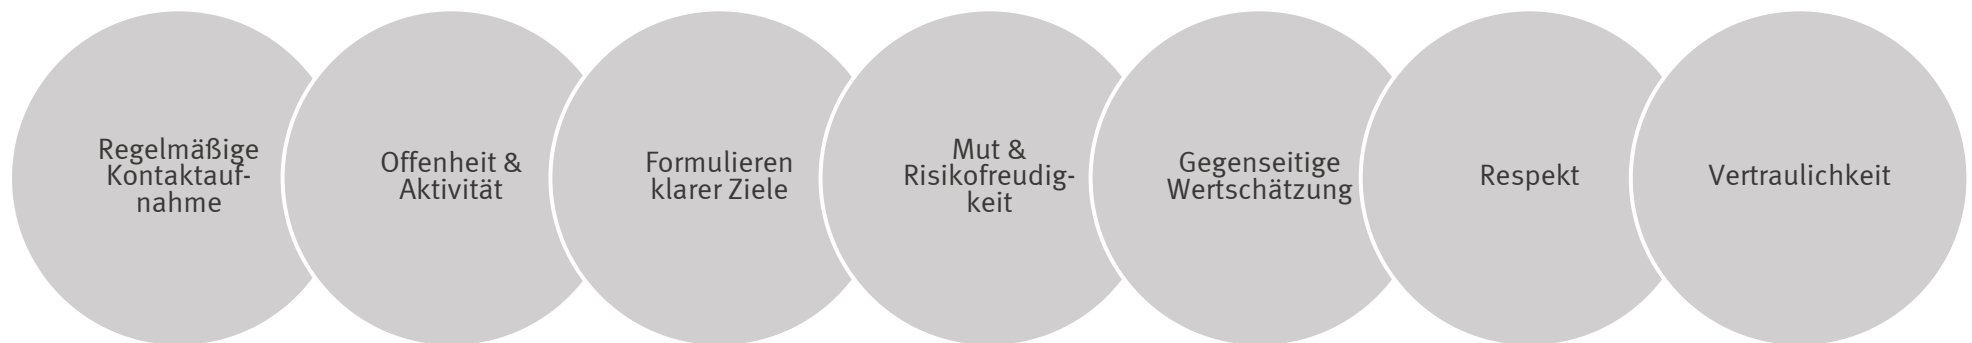 Regelmäßige
Kontaktauf-
nahme
Offenheit &
Aktivität
Formulieren
klarer Ziele
Mut &
Risikofreudig-
keit
Gegenseitige
Wertschätzung
Respekt
Vertraulichkeit